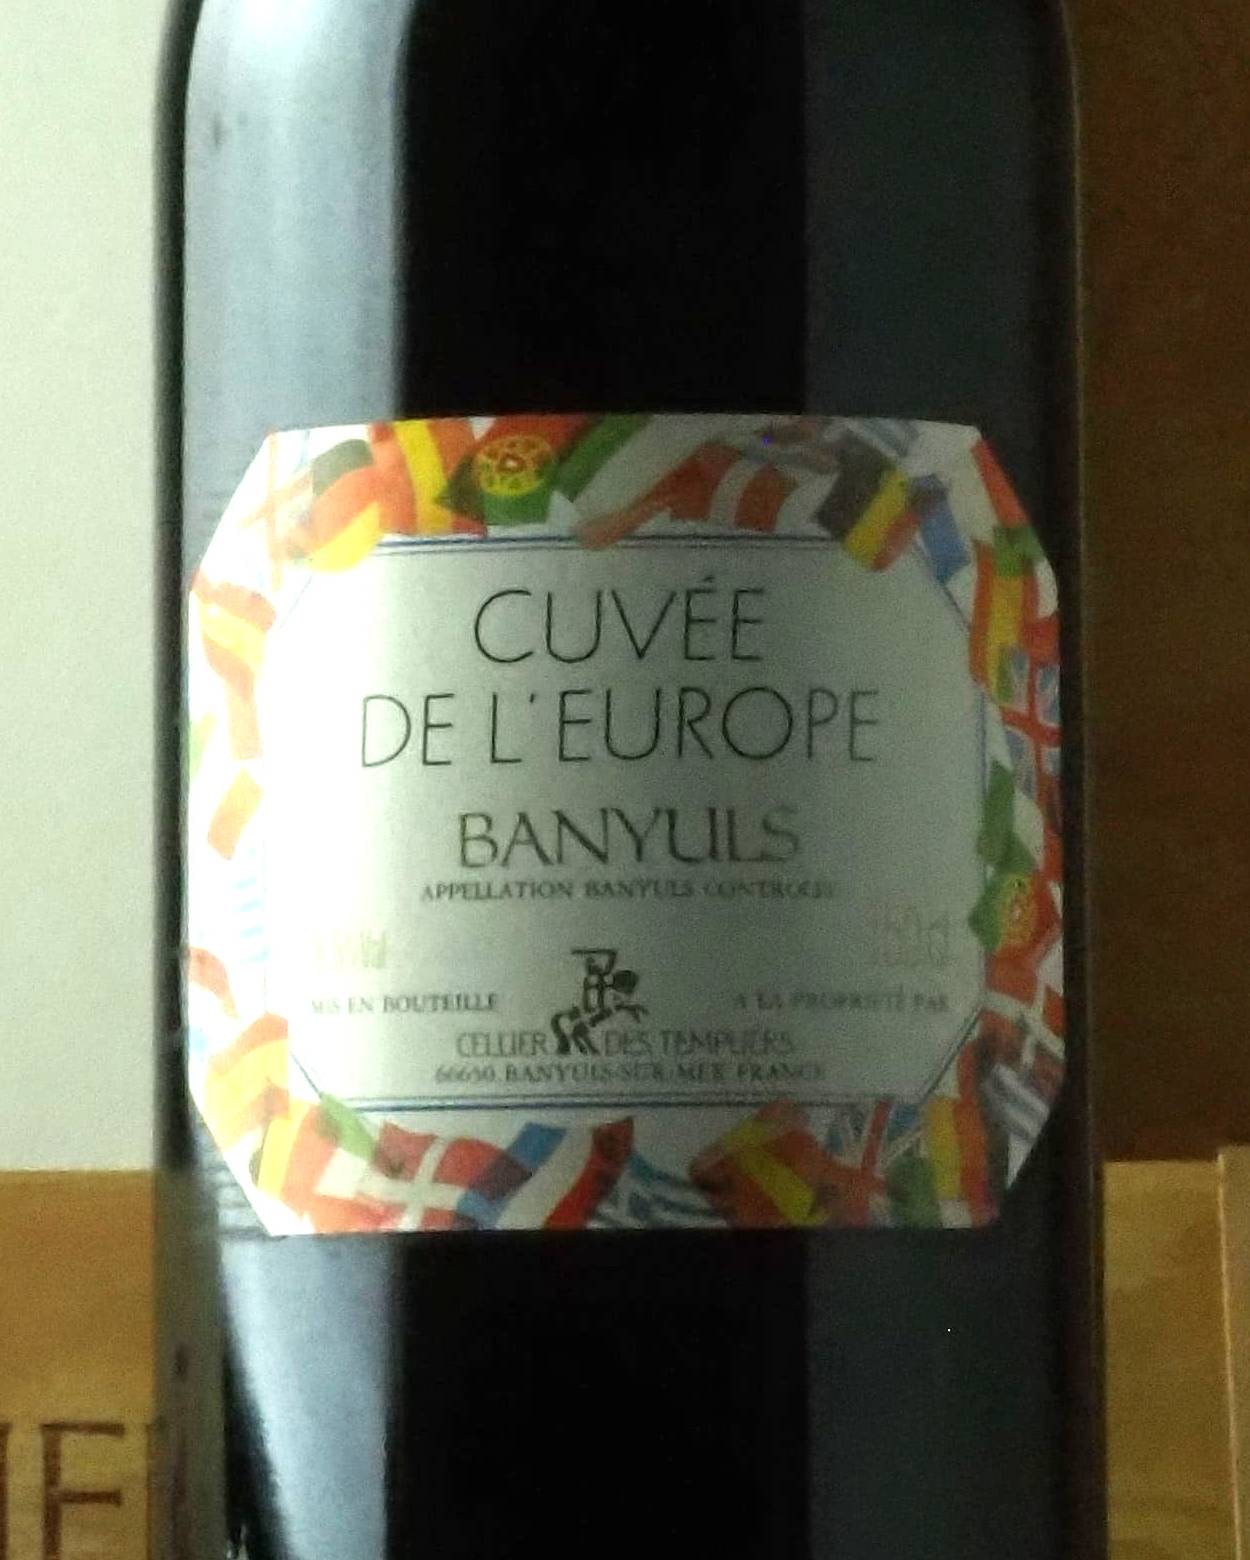 CUVÉE
DE L'EUROPE
BANYULS
APPELLATION BANYULS CONTROLÉE
MIS EN BOUTEILLE A LA PROPRIÉTÉ PAR
CELLIER DES TEMPLIERS
66650 BANYULS-SUR-MER FRANCE